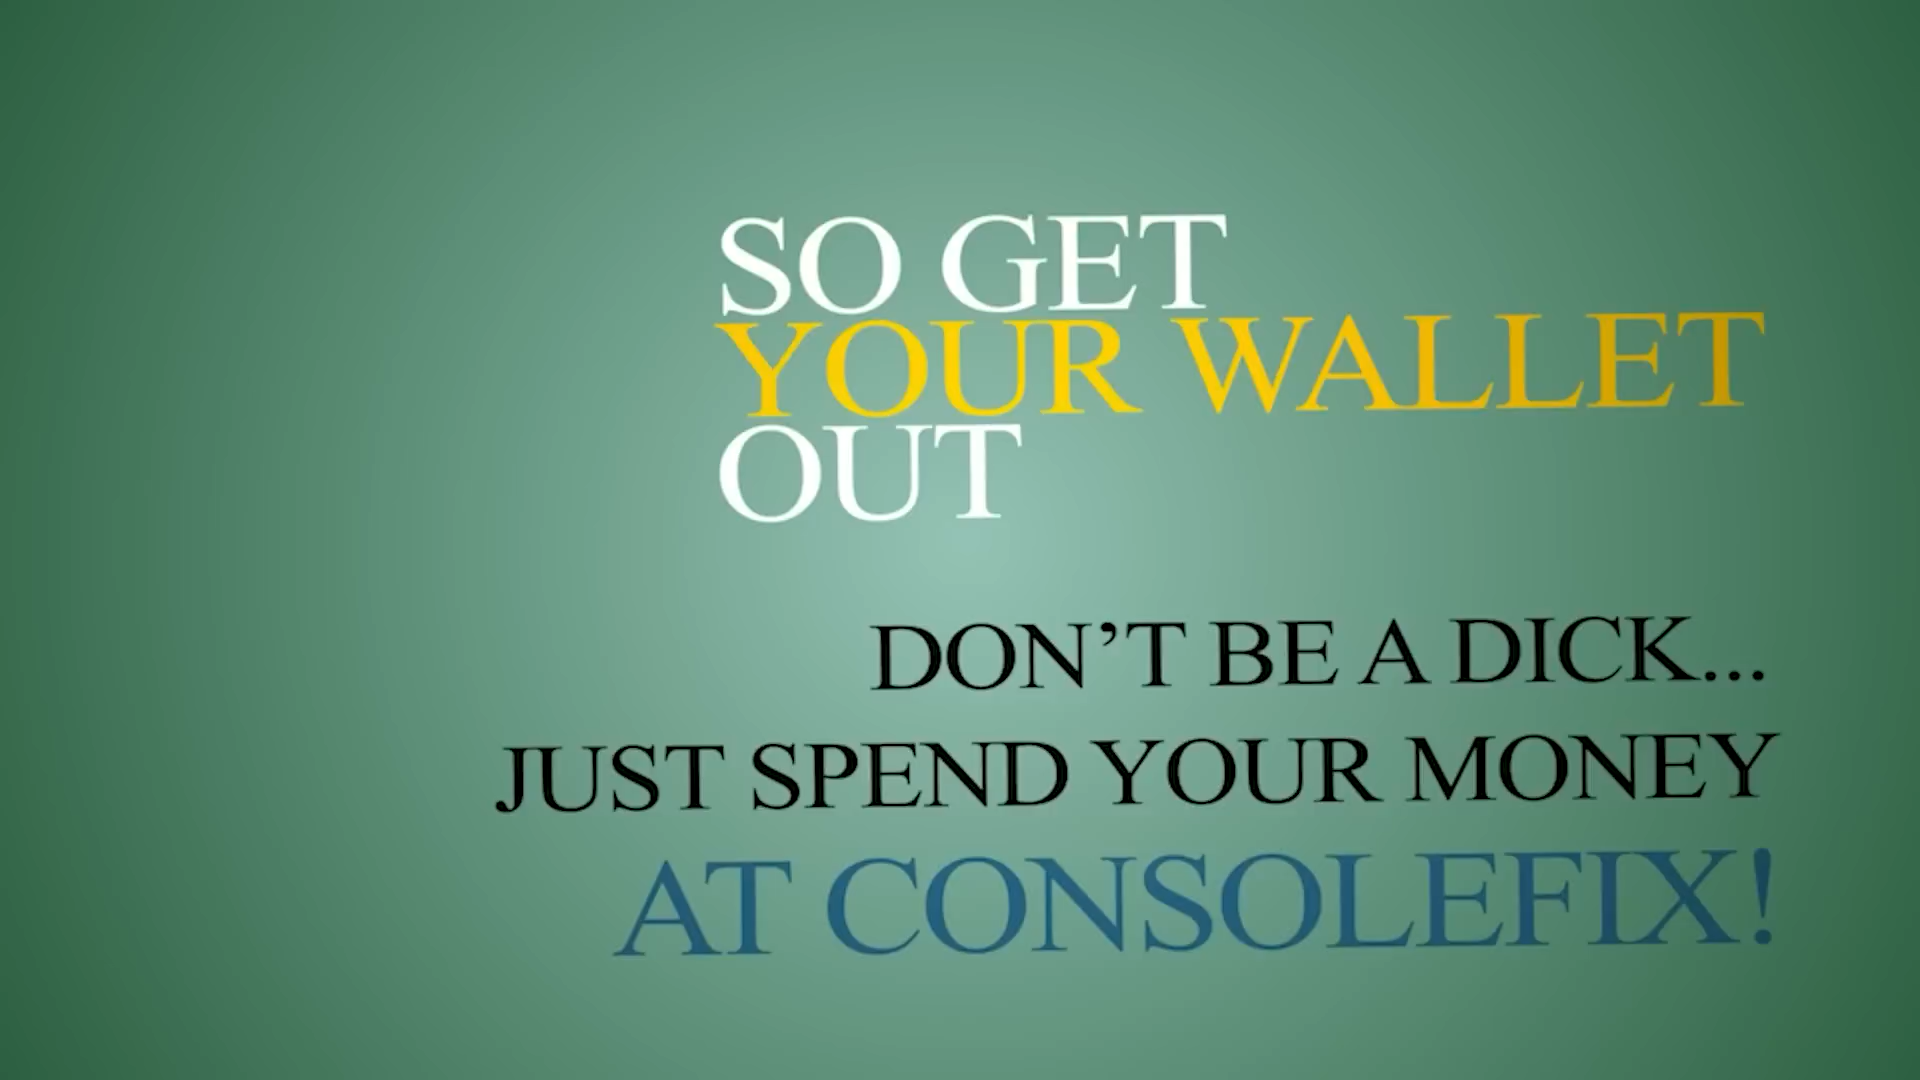 SO GET
YOUR WALLET
OUT
DON’T BE A DICK...
JUST SPEND YOUR MONEY
AT CONSOLEFIX!